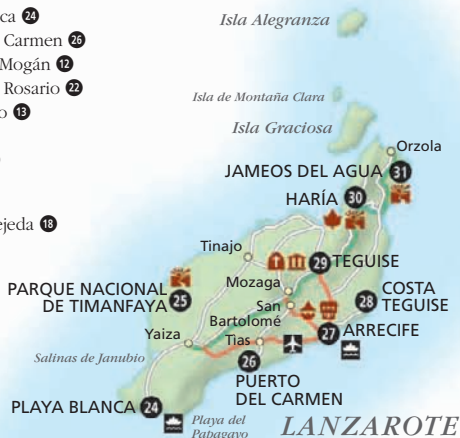 ca 24
Carmen 26
Mogán 12
Rosario 22
o 13
ejeda 18
Isla Alegranza
Isla de Montaña Clara
Isla Graciosa
Orzola
JAMEOS DEL AGUA 31
HARÍA 30
Tinajo
29 TEGUISE
PARQUE NACIONAL
DE TIMANFAYA 25
Mozaga
San
Bartolomé
COSTA
28 TEGUISE
Yaiza
Tias
27 ARRECIFE
Salinas de Janubio
26
PUERTO
DEL CARMEN
PLAYA BLANCA 24
Playa del
Papagayo
LANZAROTE